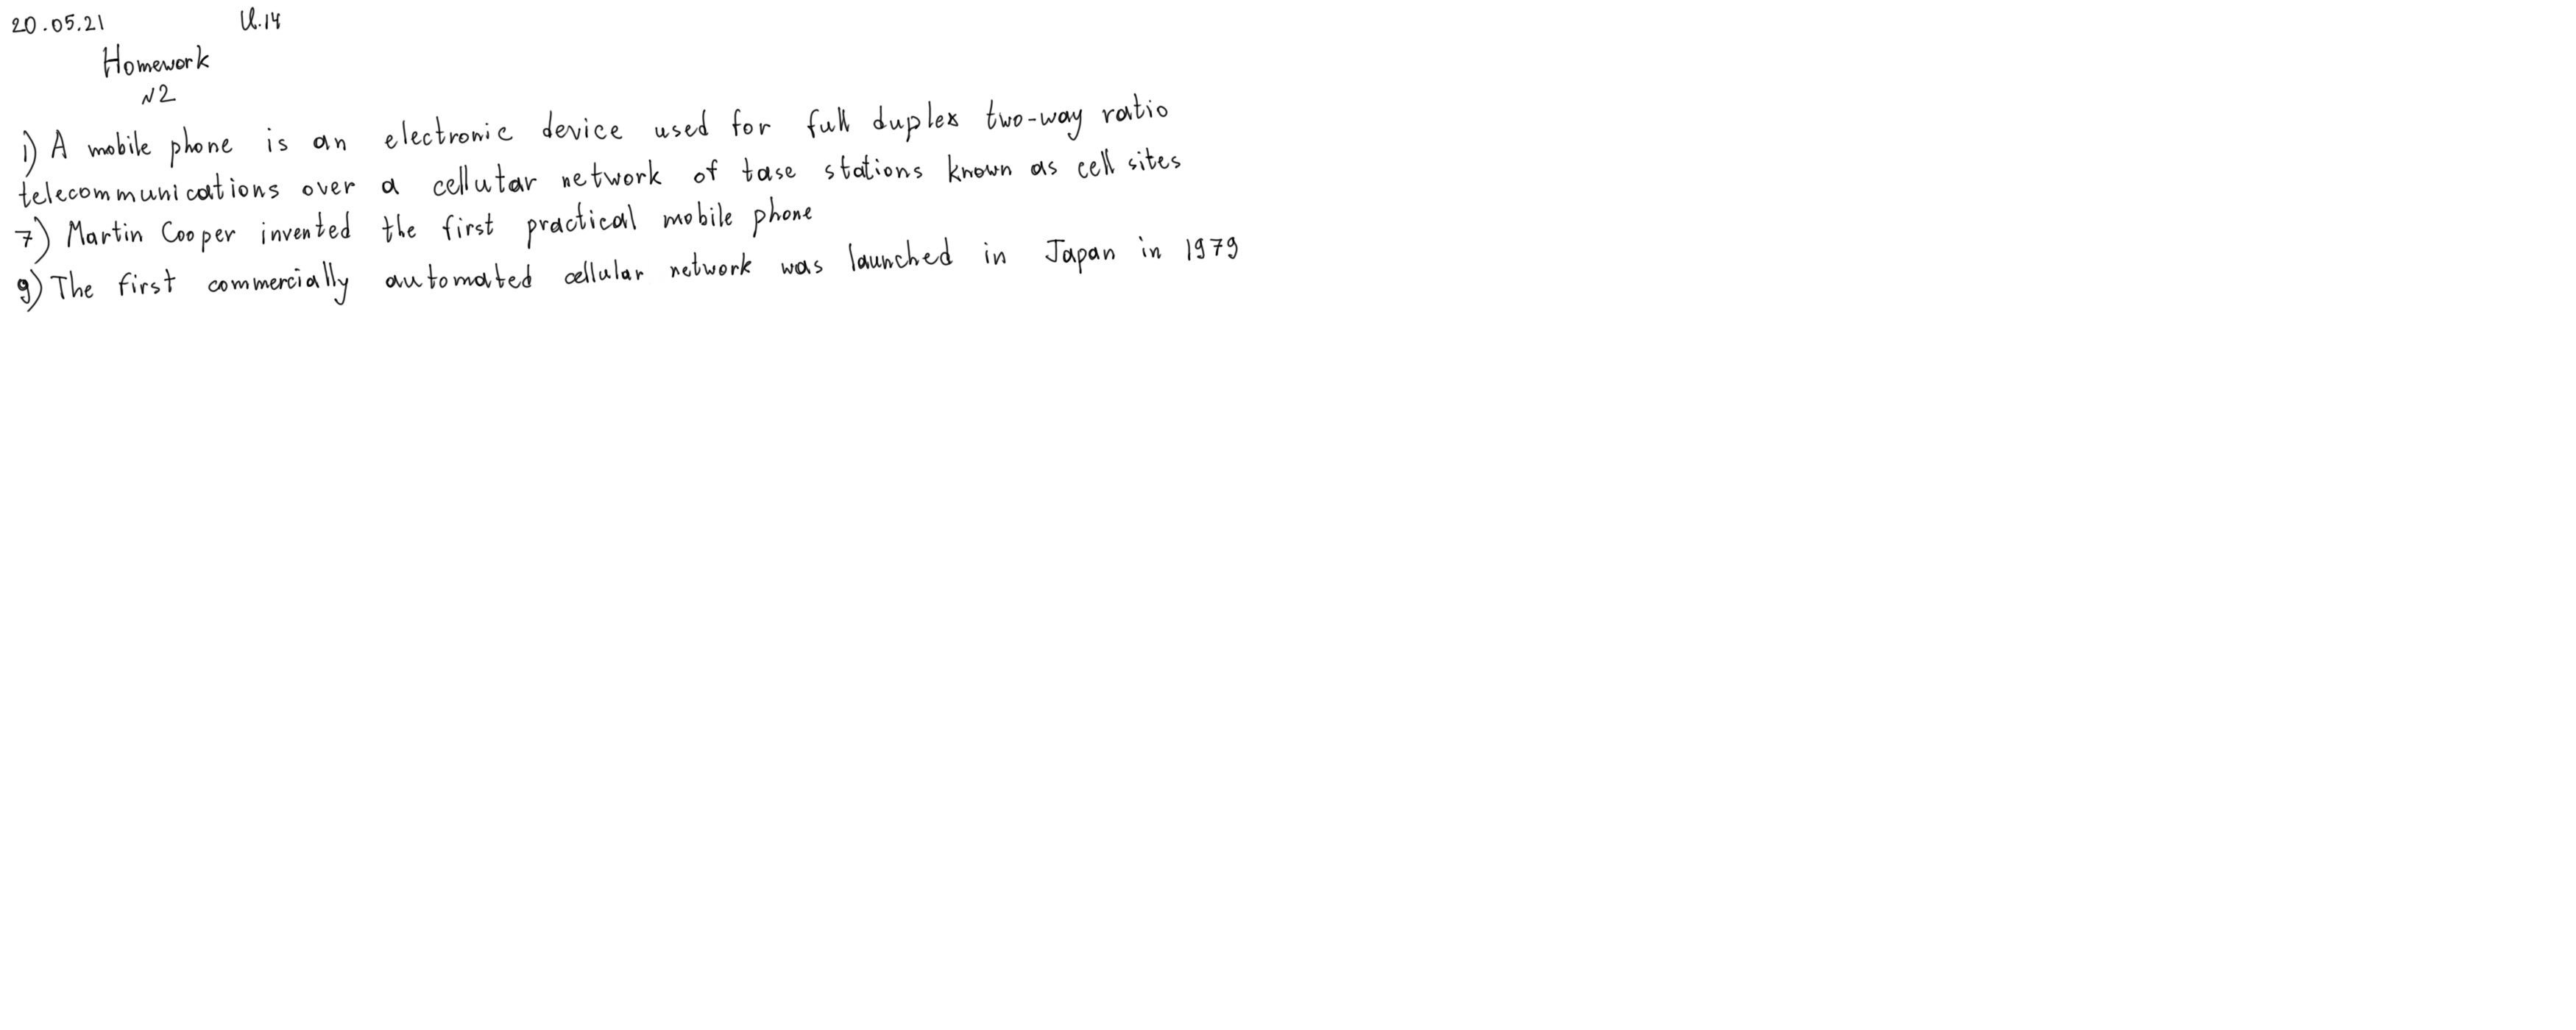 20.05.21 U.14
Homework
N2
1) A mobile phone is an electronic device used for full duplex two-way ratio
telecommunications over a cellutar network of tase stations known as cell sites
7) Martin Cooper invented the first practical mobile phone
9) The first commercially automated cellular network was launched in Japan in 1979